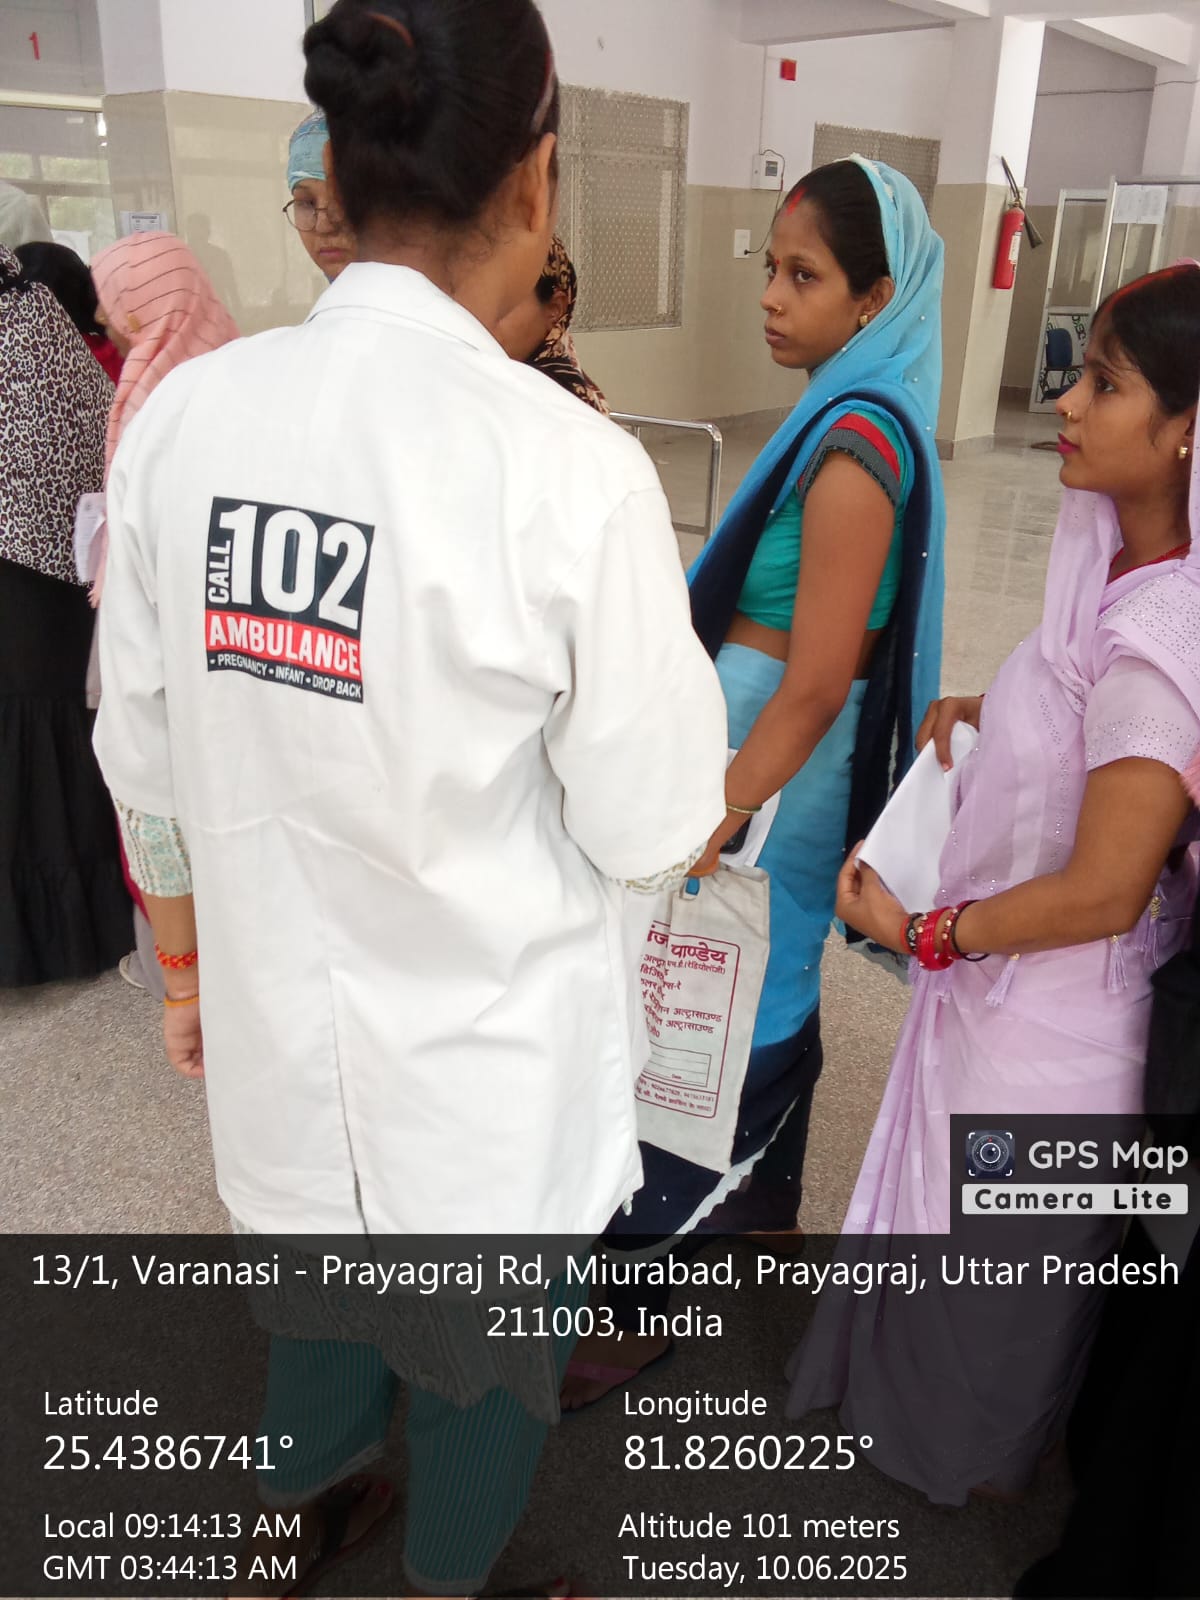 1
CALL 102
AMBULANCE
- PREGNANCY • INFANT • DROP BACK
पाण्डेय
अल्ट्रासाउण्ड
अल्ट्रासाउण्ड
GPS Map
Camera Lite
13/1, Varanasi - Prayagraj Rd, Miurabad, Prayagraj, Uttar Pradesh
211003, India
Latitude
25.4386741°
Longitude
81.8260225°
Local 09:14:13 AM
GMT 03:44:13 AM
Altitude 101 meters
Tuesday, 10.06.2025